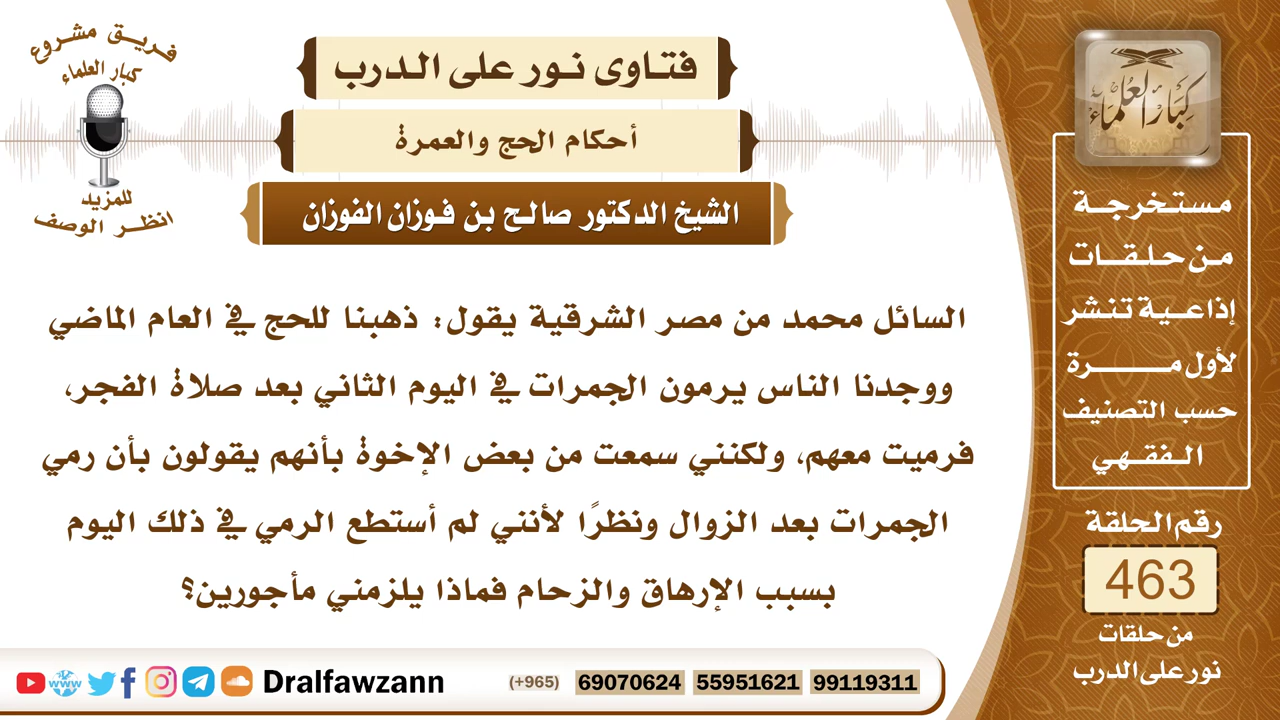 فريق مشروع
كبار العلماء
للمزيد
انظر الوصف
فتاوى نور على الدرب
أحكام الحج والعمرة
الشيخ الدكتور صالح بن فوزان الفوزان
السائل محمد من مصر الشرقية يقول: ذهبنا للحج في العام الماضي
ووجدنا الناس يرمون الجمرات في اليوم الثاني بعد صلاة الفجر،
فرميت معهم، ولكنني سمعت من بعض الإخوة بأنهم يقولون بأن رمي
الجمرات بعد الزوال ونظرًا لأنني لم أستطع الرمي في ذلك اليوم
بسبب الإرهاق والزحام فماذا يلزمني مأجورين؟
كبار العلماء
مستخرجة
من حلقات
إذاعية تنشر
لأول مرة
حسب التصنيف
الفقهي
رقم الحلقة
463
من حلقات
نور على الدرب
www Dralfawzann (+965) 69070624 55951621 99119311